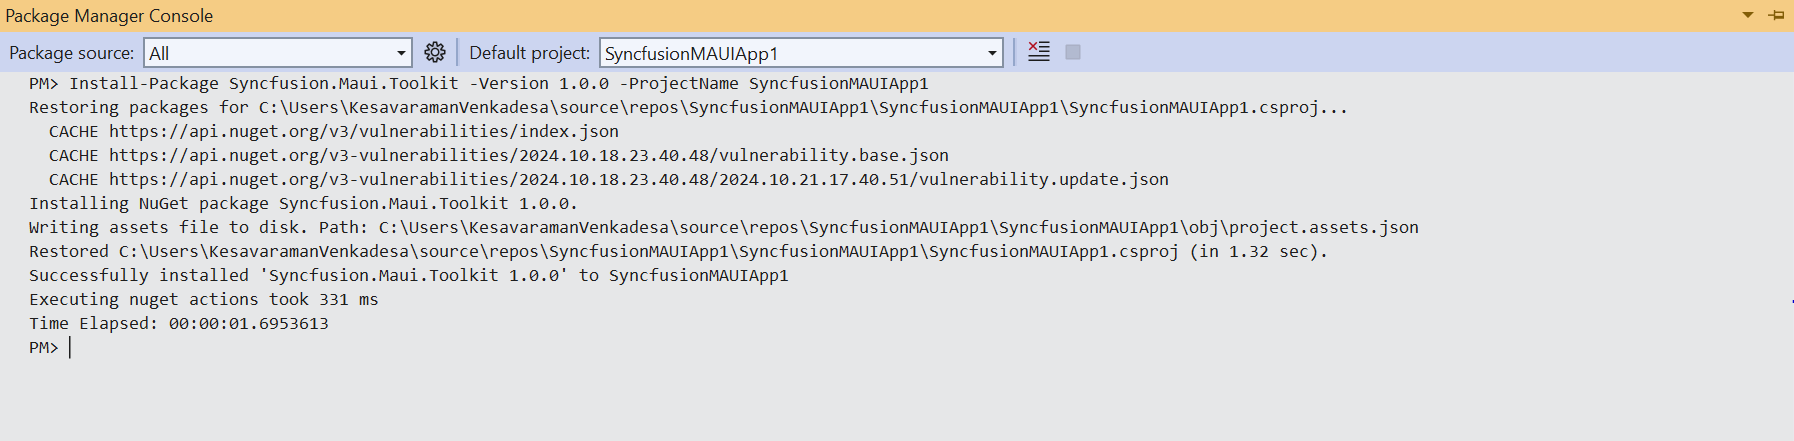 Package Manager Console
Package source: All Default project: SyncfusionMAUIApp1
PM> Install-Package Syncfusion.Maui.Toolkit -Version 1.0.0 -ProjectName SyncfusionMAUIApp1
Restoring packages for C:\Users\KesavaramanVenkadesa\source\repos\SyncfusionMAUIApp1\SyncfusionMAUIApp1\SyncfusionMAUIApp1.csproj...
CACHE https://api.nuget.org/v3/vulnerabilities/index.json
CACHE https://api.nuget.org/v3-vulnerabilities/2024.10.18.23.40.48/vulnerability.base.json
CACHE https://api.nuget.org/v3-vulnerabilities/2024.10.18.23.40.48/2024.10.21.17.40.51/vulnerability.update.json
Installing NuGet package Syncfusion.Maui.Toolkit 1.0.0.
Writing assets file to disk. Path: C:\Users\KesavaramanVenkadesa\source\repos\SyncfusionMAUIApp1\SyncfusionMAUIApp1\obj\project.assets.json
Restored C:\Users\KesavaramanVenkadesa\source\repos\SyncfusionMAUIApp1\SyncfusionMAUIApp1\SyncfusionMAUIApp1.csproj (in 1.32 sec).
Successfully installed 'Syncfusion.Maui.Toolkit 1.0.0' to SyncfusionMAUIApp1
Executing nuget actions took 331 ms
Time Elapsed: 00:00:01.6953613
PM>